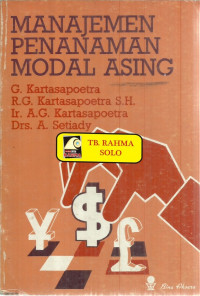 MANAJEMEN
PENANAMAN
MODAL ASING
G. Kartasapoetra
R.G. Kartasapoetra S.H.
Ir. A.G. Kartasapoetra
Drs. A. Setiady
TB. RAHMA
SOLO
¥ $ £
Bina Aksara